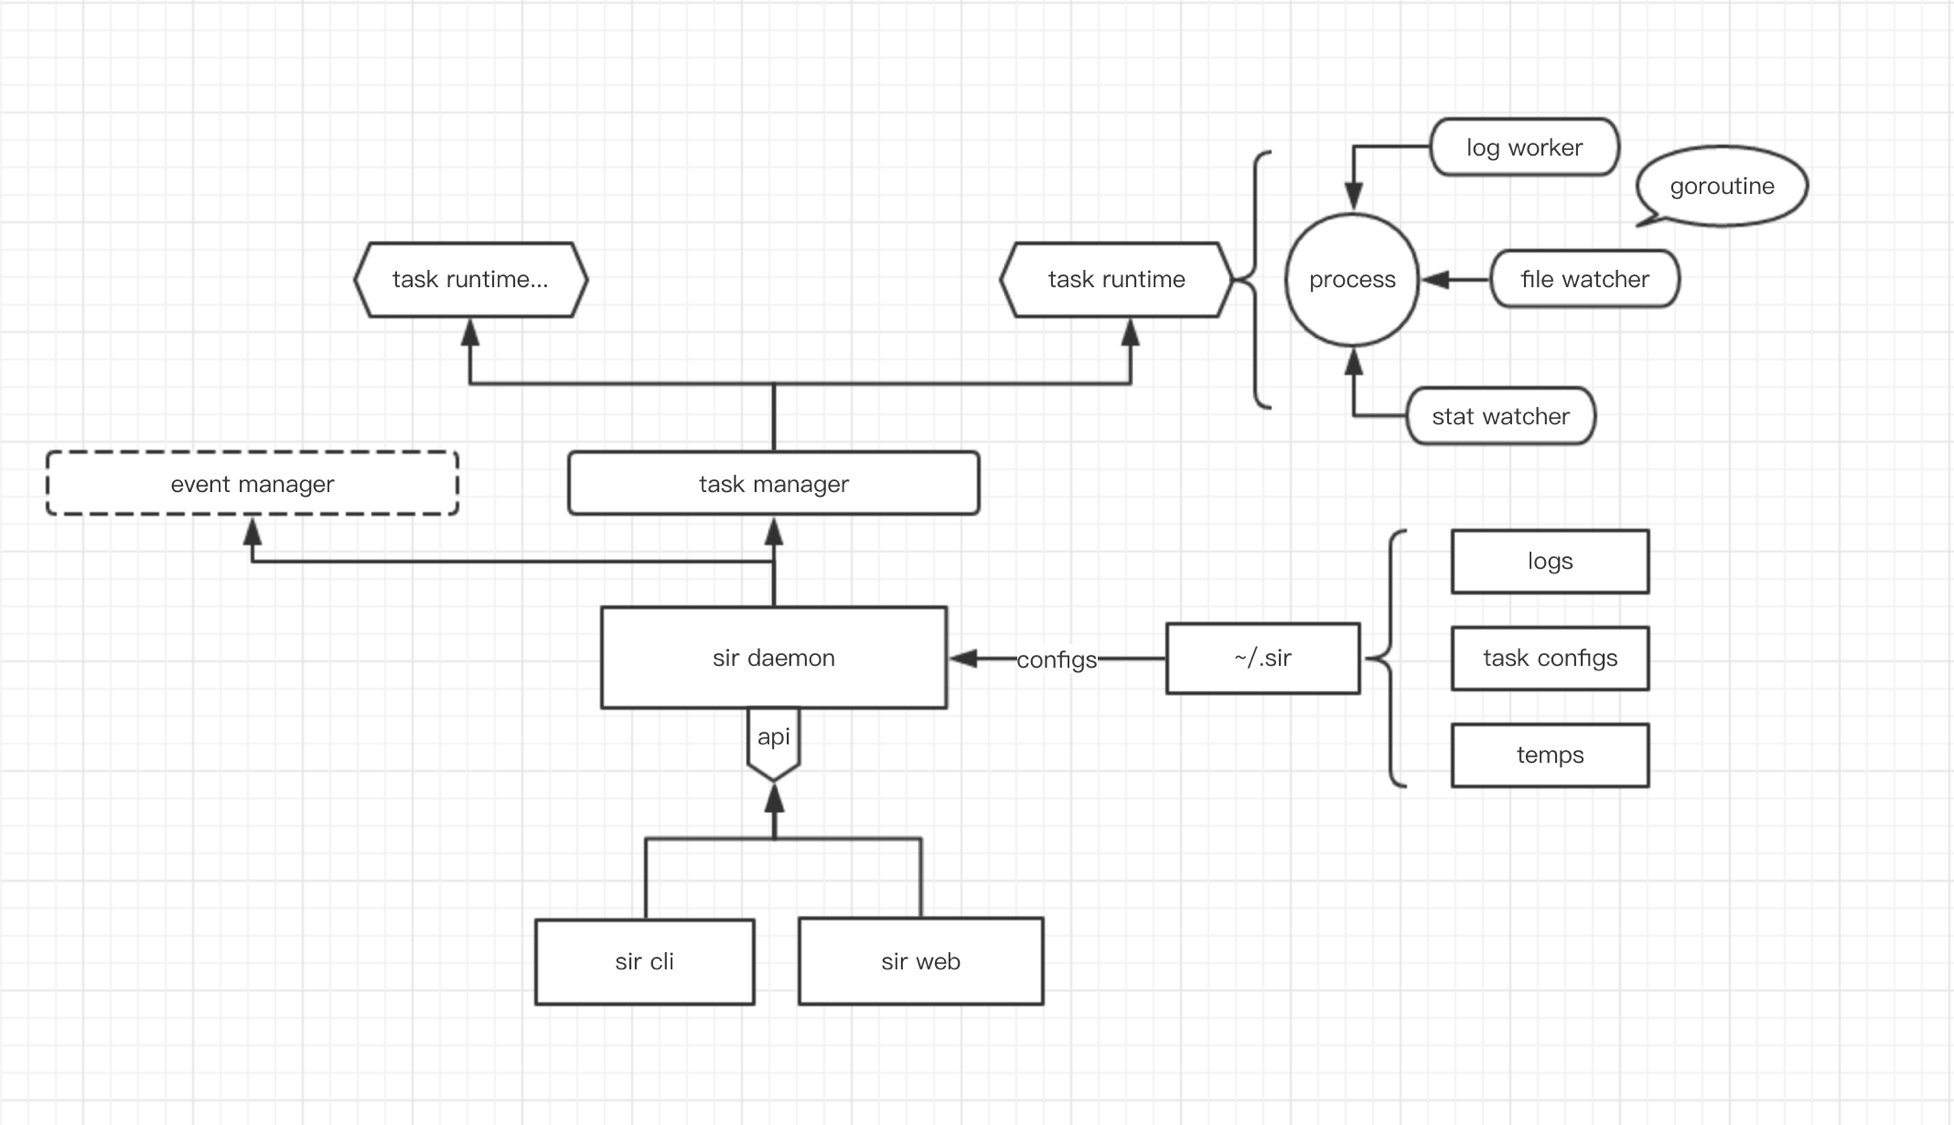 log worker
goroutine
task runtime...
task runtime
process
file watcher
stat watcher
event manager
task manager
logs
sir daemon
configs
~/.sir
task configs
api
temps
sir cli
sir web